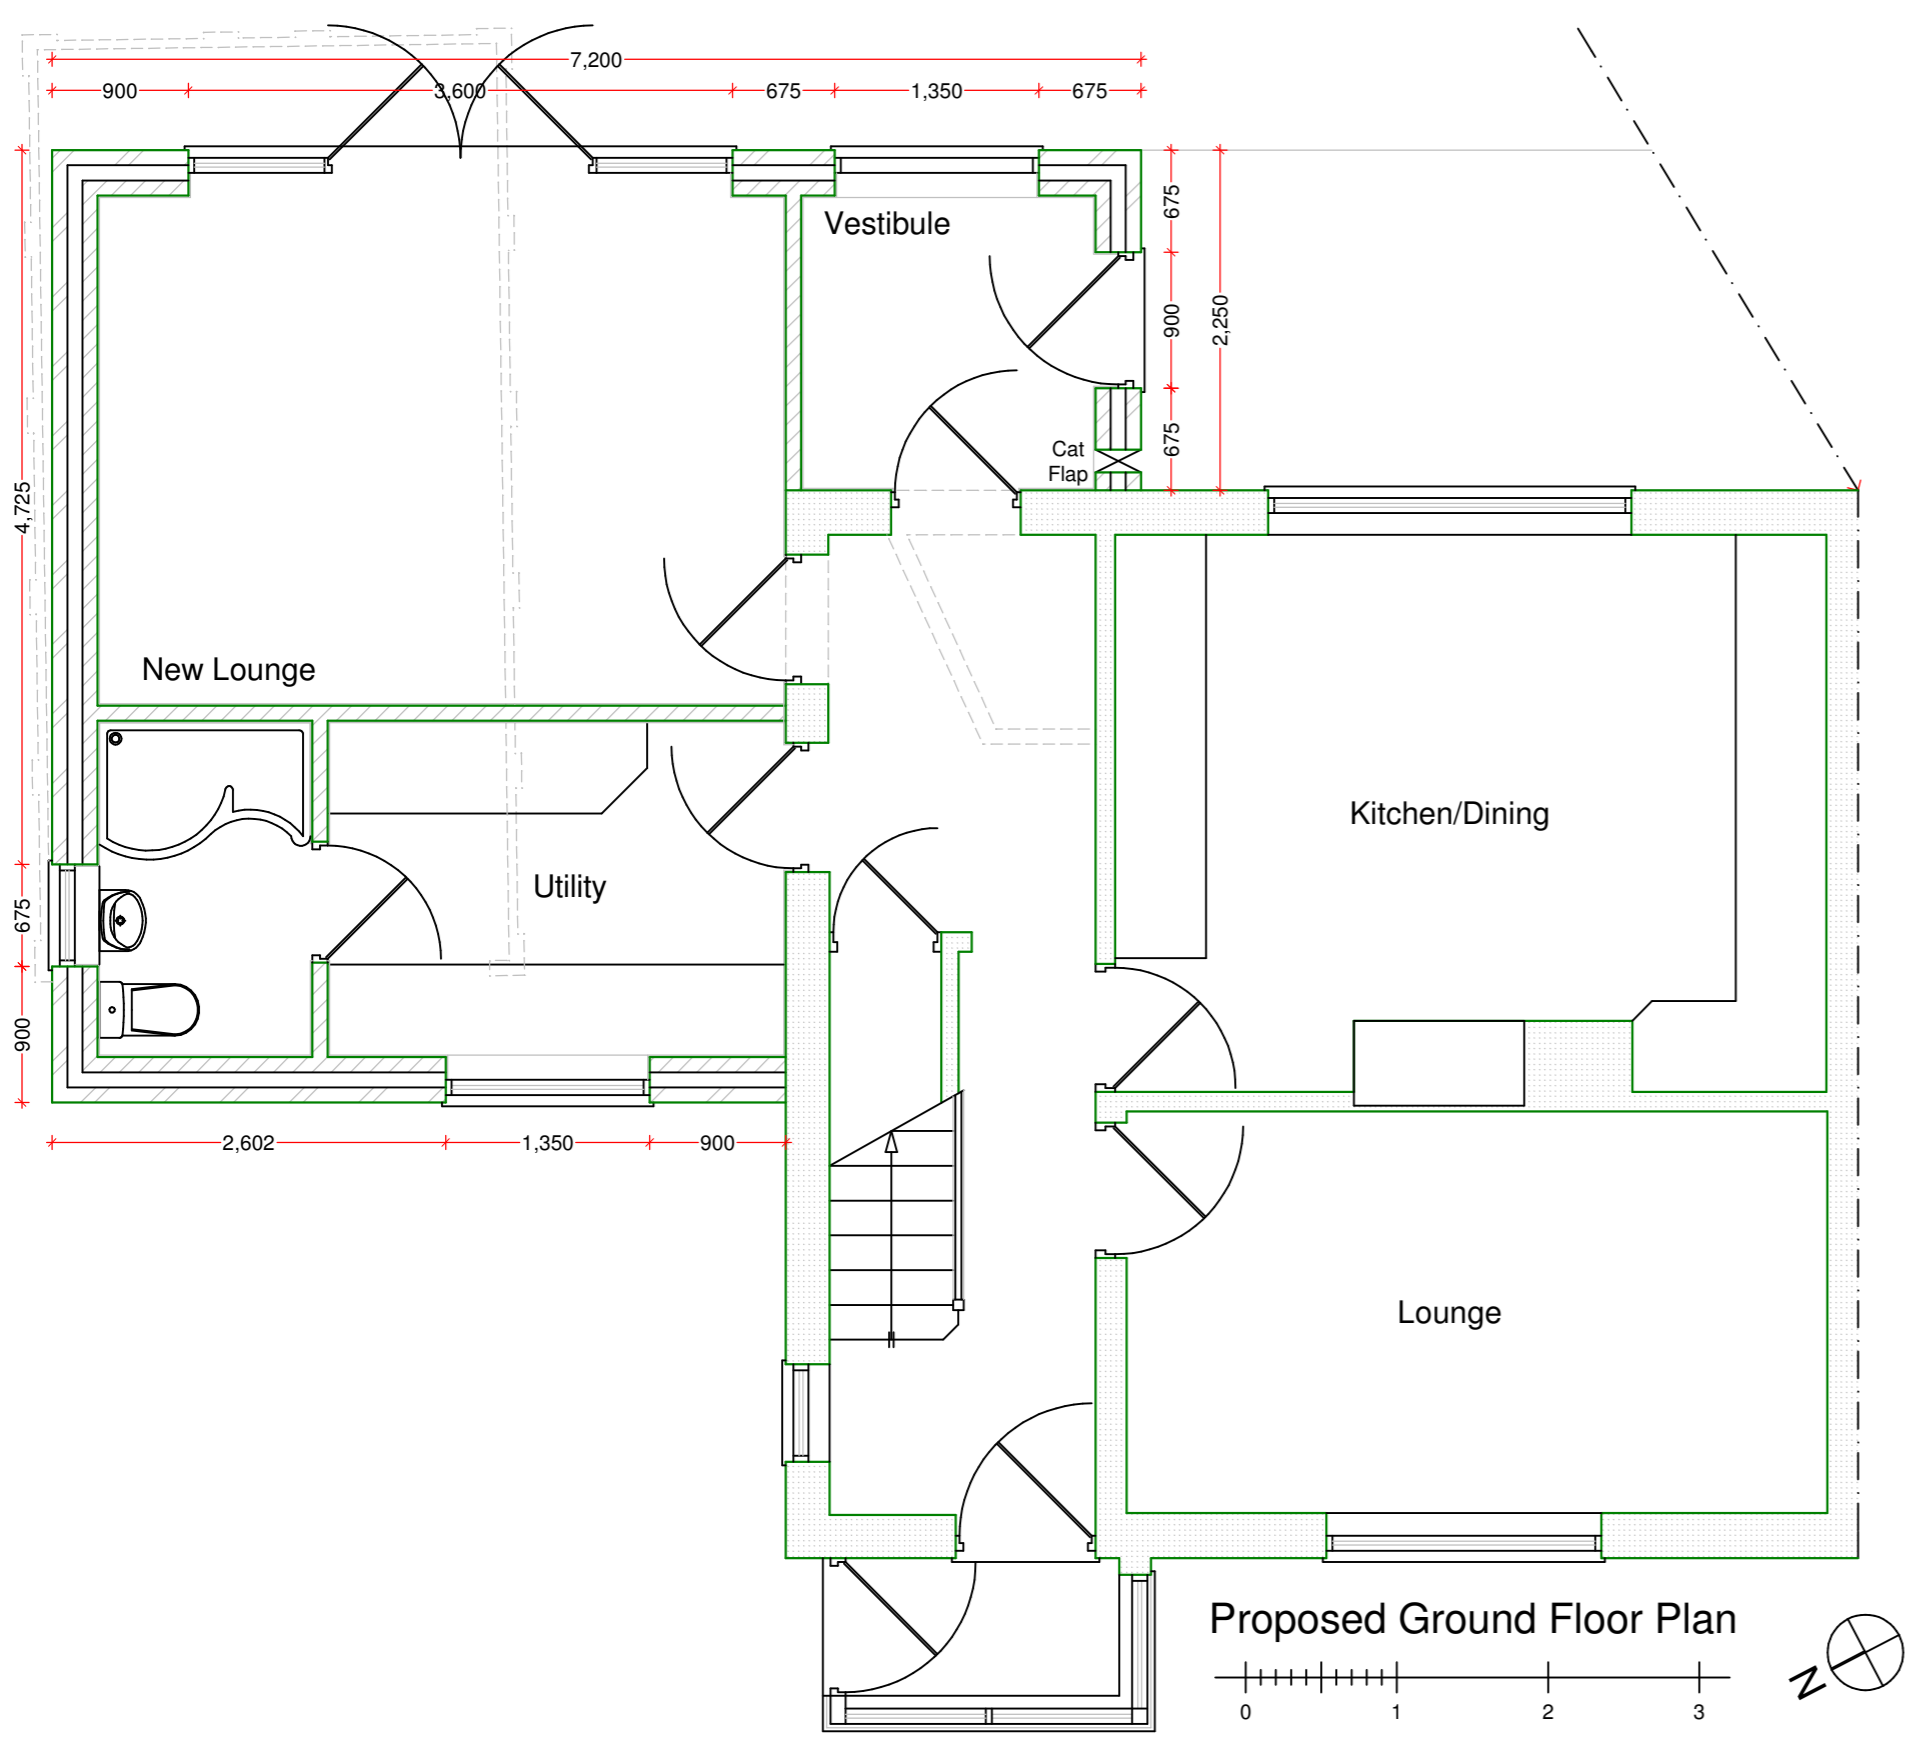 7,200
900
3,600
675
1,350
675
Vestibule
675
900
2,250
675
Cat
Flap
4,725
New Lounge
Kitchen/Dining
Utility
675
900
2,602
1,350
900
Lounge
Proposed Ground Floor Plan
0
1
2
3
N